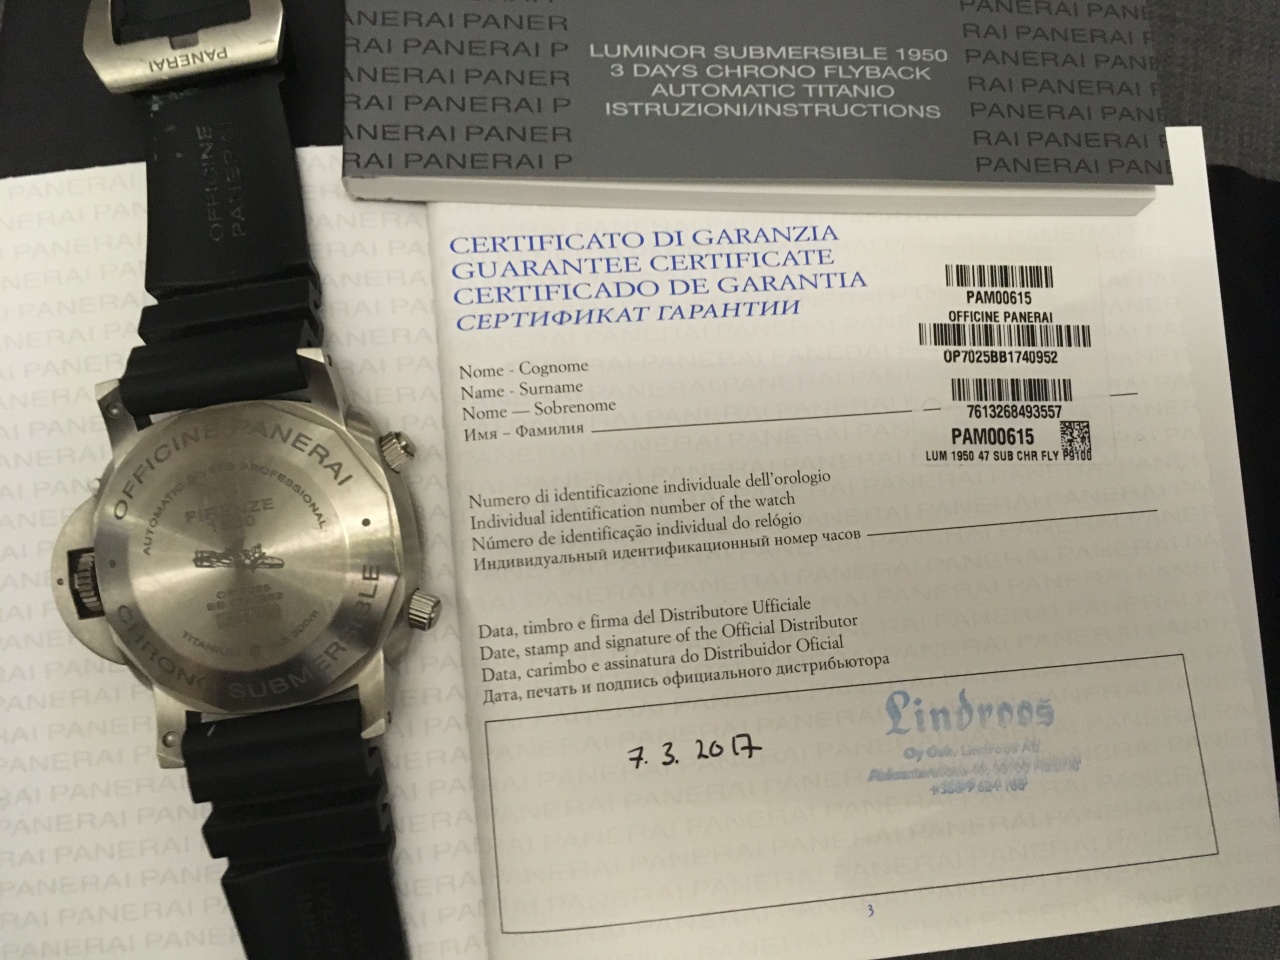 PANERAI
OFFICINE
PANERAI
LUMINOR SUBMERSIBLE 1950
3 DAYS CHRONO FLYBACK
AUTOMATIC TITANIO
ISTRUZIONI/INSTRUCTIONS
CERTIFICATO DI GARANZIA
GUARANTEE CERTIFICATE
CERTIFICADO DE GARANTIA
СЕРТИФИКАТ ГАРАНТИИ
PAM00615
OFFICINE PANERAI
OP7025BB1740952
7613268493557
PAM00615
LUM 1950 47 SUB CHR FLY P9100
Nome - Cognome
Name - Surname
Nome — Sobrenome
Имя – Фамилия
Numero di identificazione individuale dell'orologio
Individual identification number of the watch
Número de identificação individual do relógio
Индивидуальный идентификационный номер часов
Data, timbro e firma del Distributore Ufficiale
Date, stamp and signature of the Official Distributor
Data, carimbo e assinatura do Distribuidor Oficial
Дата, печать и подпись официального дистрибьютора
7. 3. 2017
Lindroos
3
OFFICINE PANERAI
PROFESSIONAL
FIRENZE
TITANIUM
300m
CHRONO SUBMERSIBLE